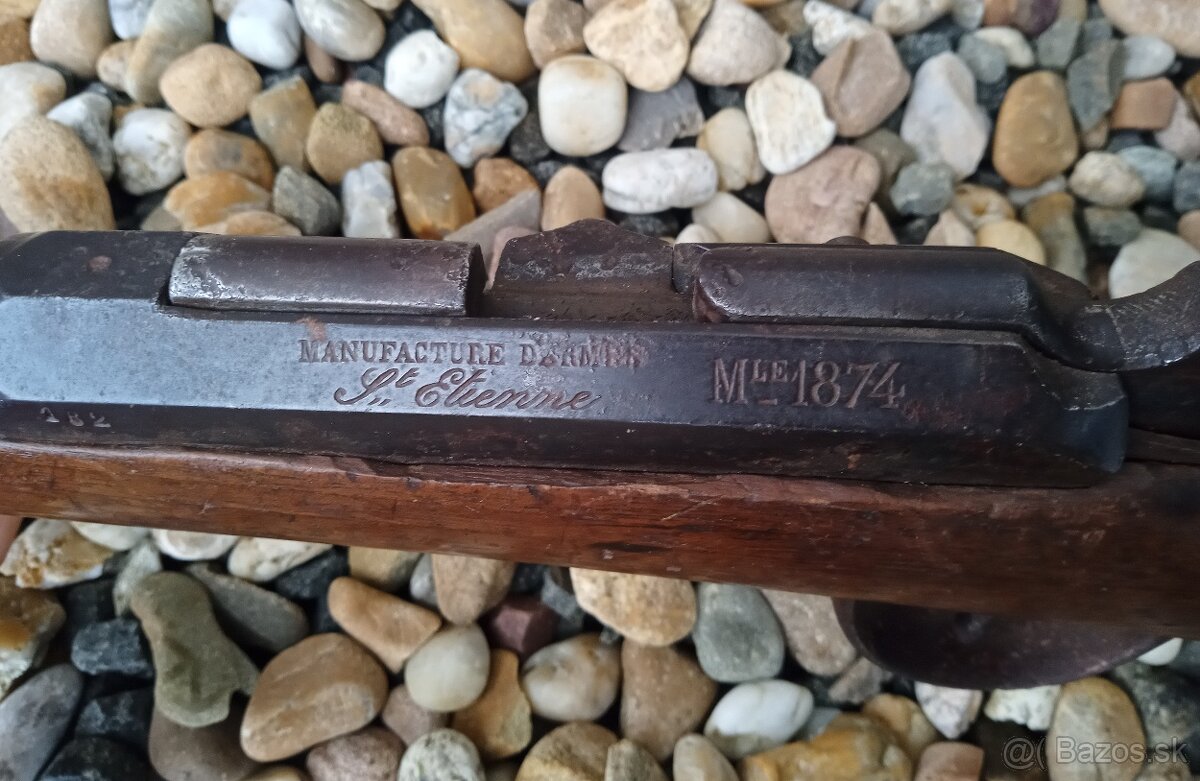 MANUFACTURE D'ARMES
St Etienne
MLE 1874
282
@( Bazos.sk